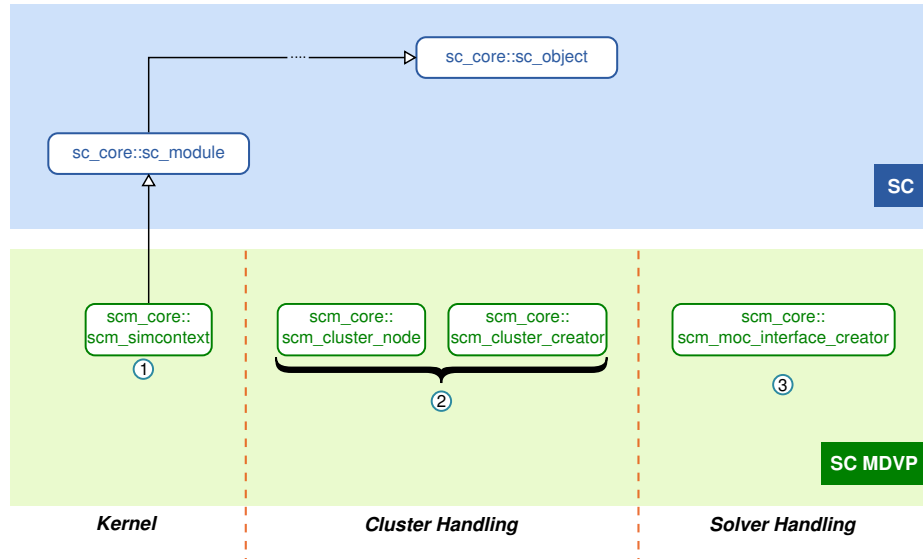 ....
sc_core::sc_object
sc_core::sc_module
SC
scm_core::
scm_simcontext
scm_core::
scm_cluster_node
scm_core::
scm_cluster_creator
scm_core::
scm_moc_interface_creator
1
2
3
SC MDVP
Kernel
Cluster Handling
Solver Handling